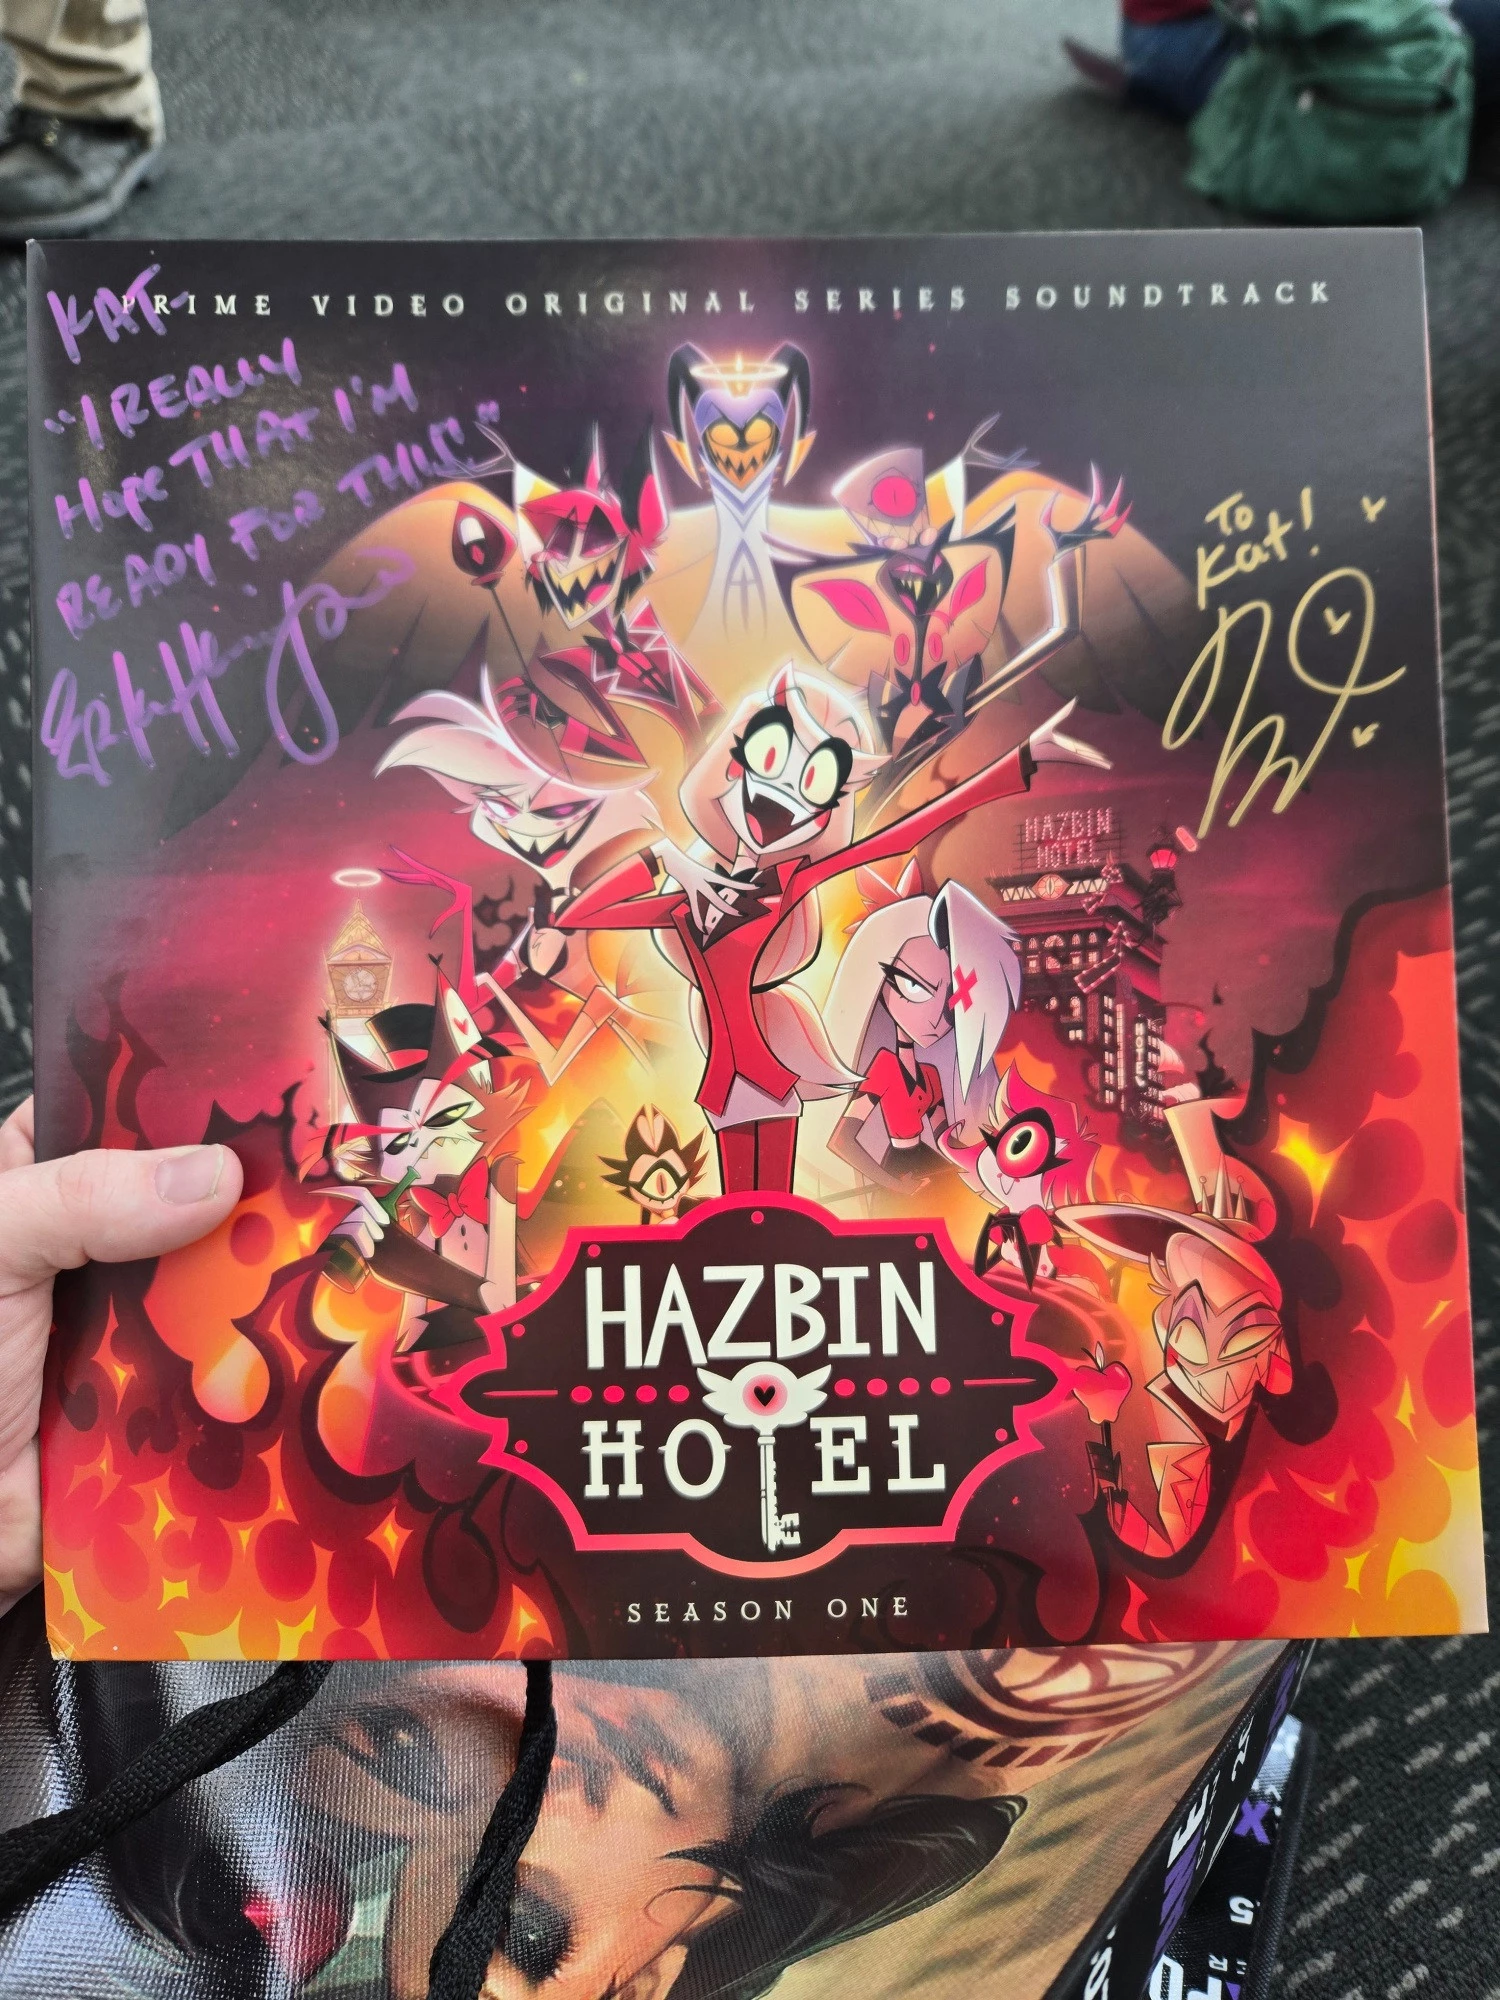 PRIME VIDEO ORIGINAL SERIES SOUNDTRACK
KAT-
"I REALLY
HOPE THAT I'M
READY FOR THIS"
To
Kat!
HAZBIN
HOTEL
HOTEL
HAZBIN
HOTEL
SEASON ONE